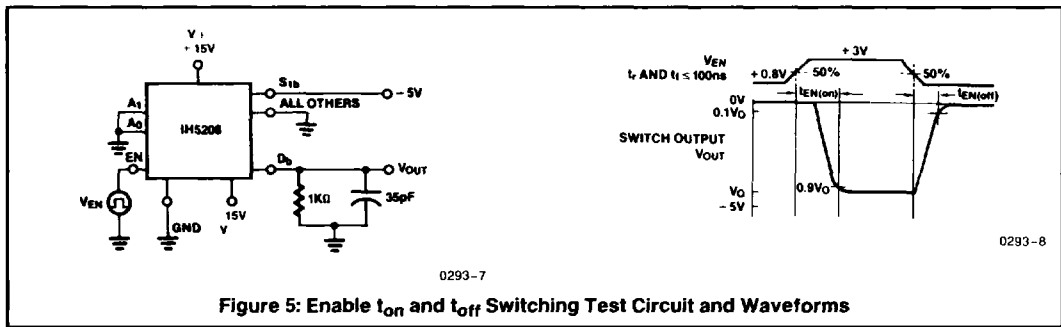 V+
+ 15V
S1b
- 5V
ALL OTHERS
A1
A0
IH5208
EN
Db
VOUT
VEN
1KΩ
35pF
GND
15V
V
0293-7
VEN
tr AND tf ≤ 100ns
+ 3V
+ 0.8V
50%
50%
tEN(on)
tEN(off)
0V
0.1VO
SWITCH OUTPUT
VOUT
0.9VO
VO
- 5V
0293-8
Figure 5: Enable ton and toff Switching Test Circuit and Waveforms